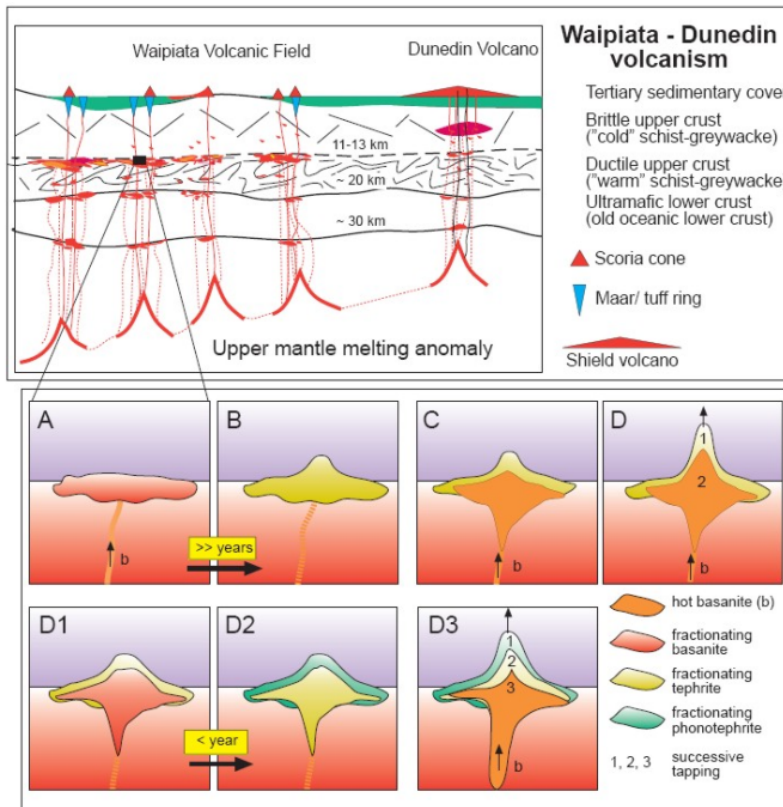 Waipiata Volcanic Field
Dunedin Volcano
11-13 km
~ 20 km
~ 30 km
Upper mantle melting anomaly
Waipiata - Dunedin
volcanism
Tertiary sedimentary cove
Brittle upper crust
("cold" schist-greywacke)
Ductile upper crust
("warm" schist-greywacke
Ultramafic lower crust
(old oceanic lower crust)
Scoria cone
Maar/ tuff ring
Shield volcano
A
b
>> years
B
C
b
D
1
2
b
D1
< year
D2
D3
1
2
3
b
hot basanite (b)
fractionating
basanite
fractionating
tephrite
fractionating
phonotephrite
1, 2, 3 successive
tapping